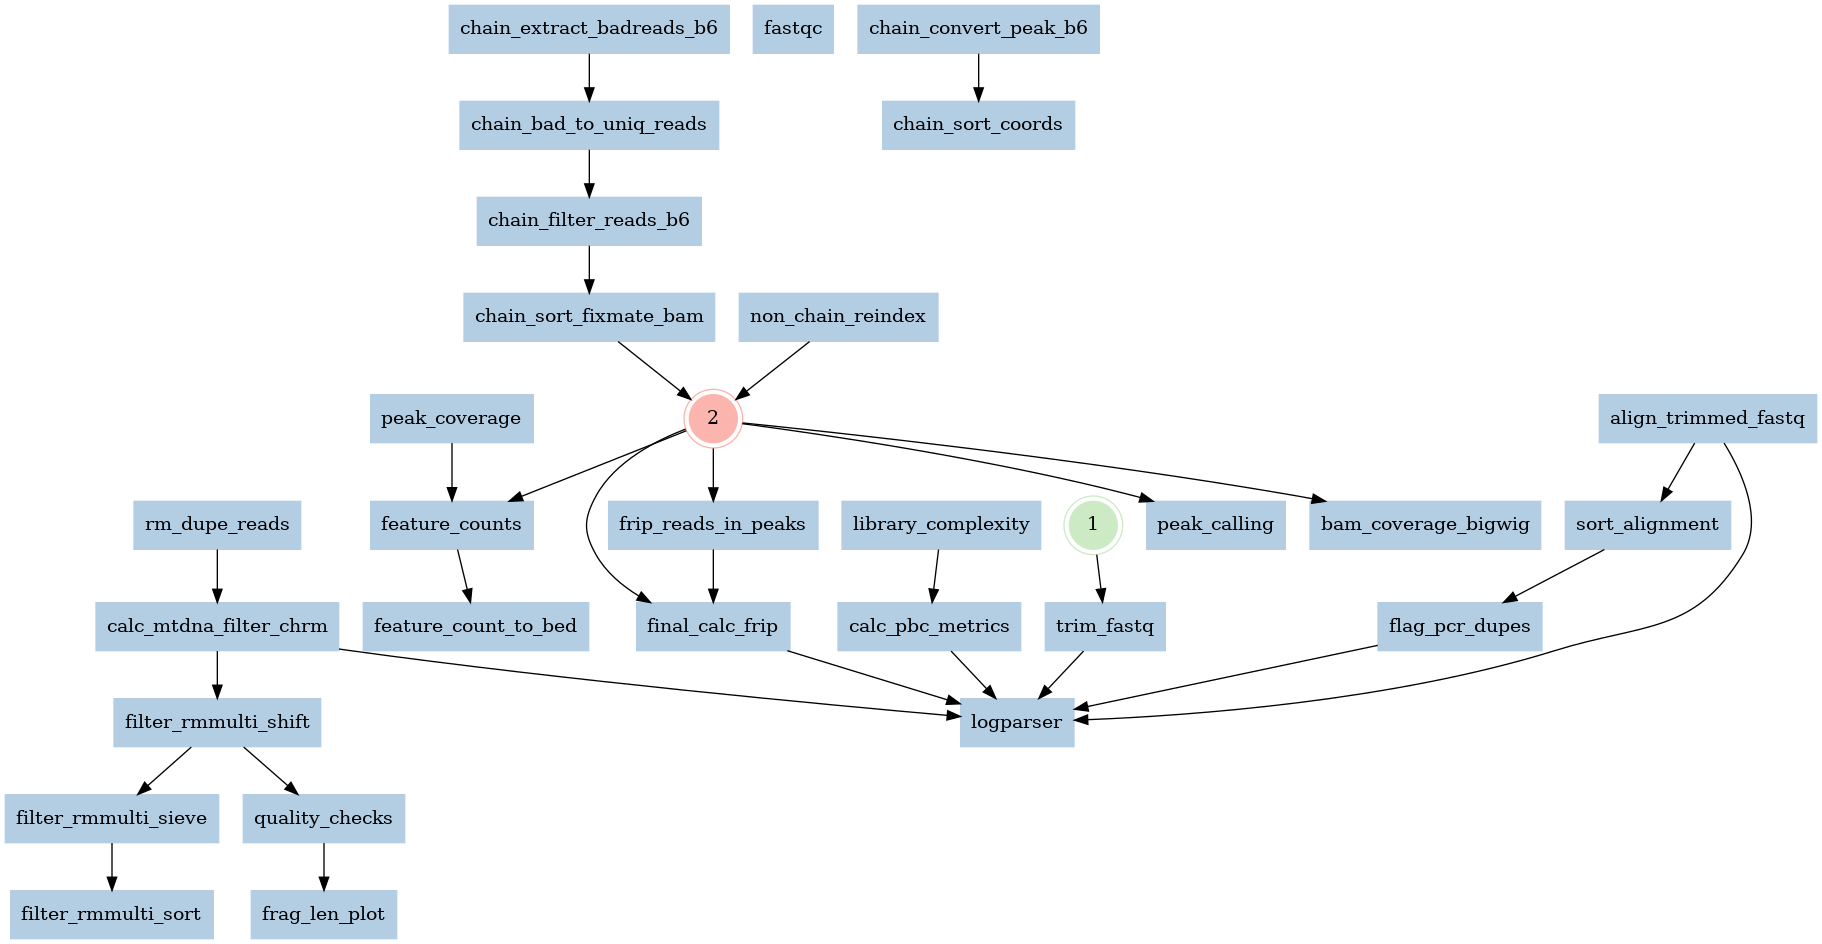 chain_extract_badreads_b6
fastqc
chain_convert_peak_b6
chain_bad_to_uniq_reads
chain_sort_coords
chain_filter_reads_b6
chain_sort_fixmate_bam
non_chain_reindex
peak_coverage
2
align_trimmed_fastq
rm_dupe_reads
feature_counts
frip_reads_in_peaks
library_complexity
1
peak_calling
bam_coverage_bigwig
sort_alignment
calc_mtdna_filter_chrm
feature_count_to_bed
final_calc_frip
calc_pbc_metrics
trim_fastq
flag_pcr_dupes
filter_rmmulti_shift
logparser
filter_rmmulti_sieve
quality_checks
filter_rmmulti_sort
frag_len_plot